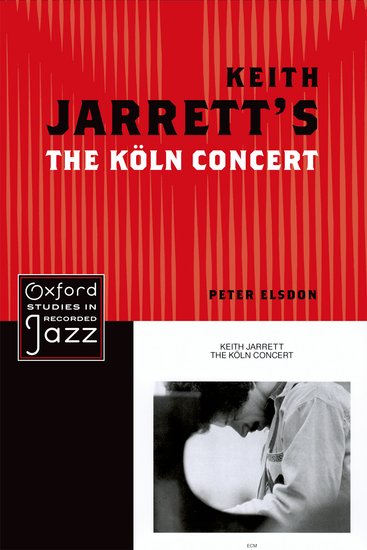 KEITH
JARRETT'S
THE KÖLN CONCERT
PETER ELSDON
Oxford
STUDIES IN
RECORDED
Jazz
KEITH JARRETT
THE KÖLN CONCERT
ECM